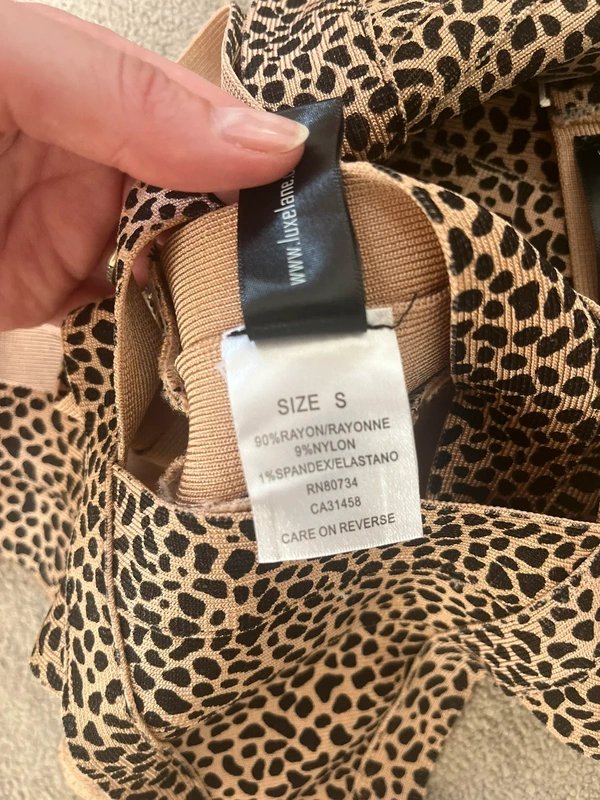 www.luxelane.
SIZE S
90%RAYON/RAYONNE
9%NYLON
1%SPANDEX/ELASTANO
RN80734
CA31458
CARE ON REVERSE